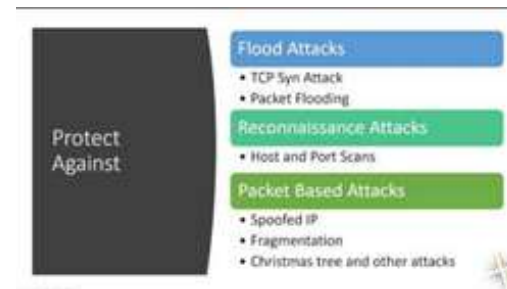 Protect
Against
Flood Attacks
• TCP Syn Attack
• Packet Flooding
Reconnaissance Attacks
• Host and Port Scans
Packet Based Attacks
• Spoofed IP
• Fragmentation
• Christmas tree and other attacks